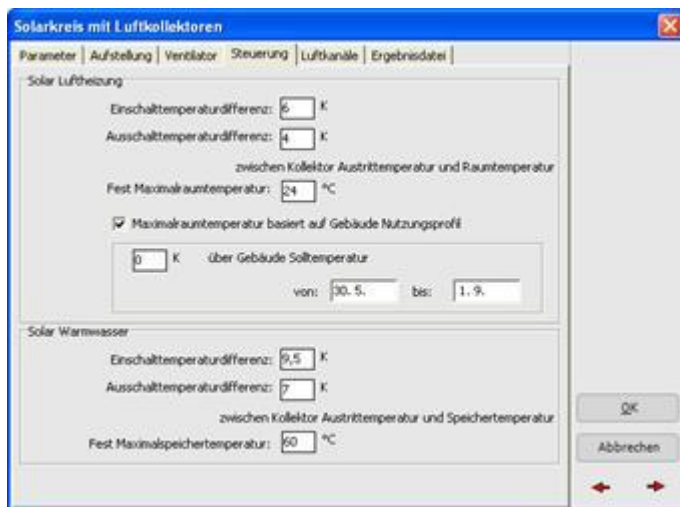 Solarkreis mit Luftkollektoren
Parameter Aufstellung Ventilator Steuerung Luftkanäle Ergebnisdatei
Solar Luftheizung
Einschalttemperaturdifferenz: 6 K
Ausschalttemperaturdifferenz: 4 K
zwischen Kollektor Austrittemperatur und Raumtemperatur
Fest Maximalraumtemperatur: 24 °C
Maximalraumtemperatur basiert auf Gebäude Nutzungsprofil
0 K über Gebäude Solltemperatur
von: 30. 5. bis: 1. 9.
Solar Warmwasser
Einschalttemperaturdifferenz: 9,5 K
Ausschalttemperaturdifferenz: 7 K
zwischen Kollektor Austrittemperatur und Speichertemperatur
Fest Maximalspeichertemperatur: 60 °C
OK
Abbrechen